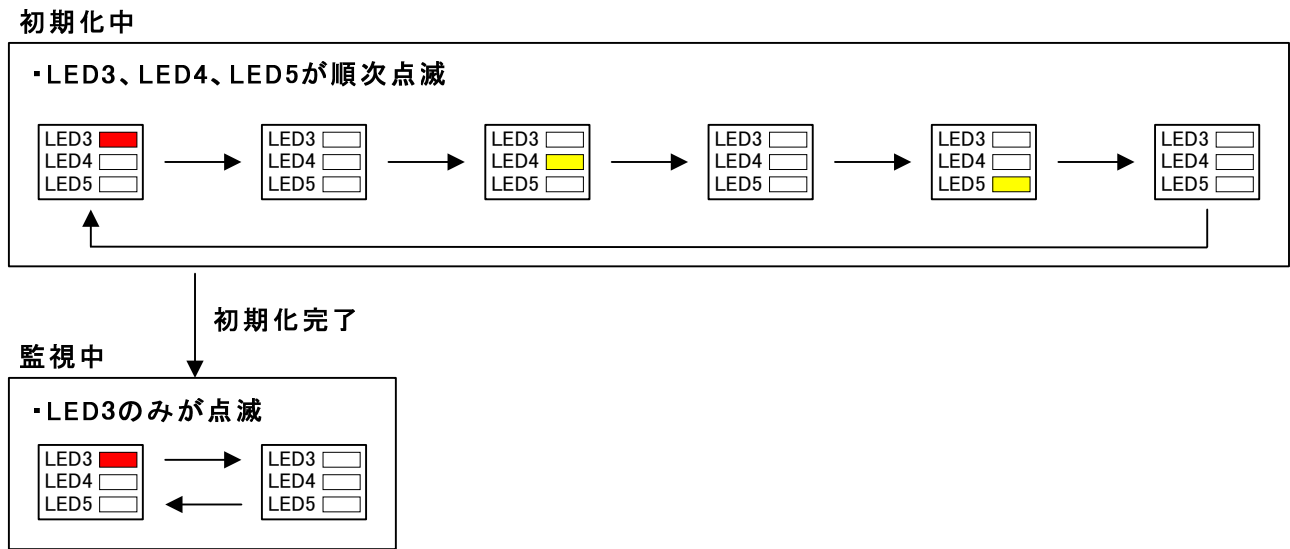 初期化中
・LED3、LED4、LED5が順次点滅
LED3 LED3 LED3 LED3 LED3 LED3
LED4 LED4 LED4 LED4 LED4 LED4
LED5 LED5 LED5 LED5 LED5 LED5
初期化完了
監視中
・LED3のみが点滅
LED3 LED3
LED4 LED4
LED5 LED5